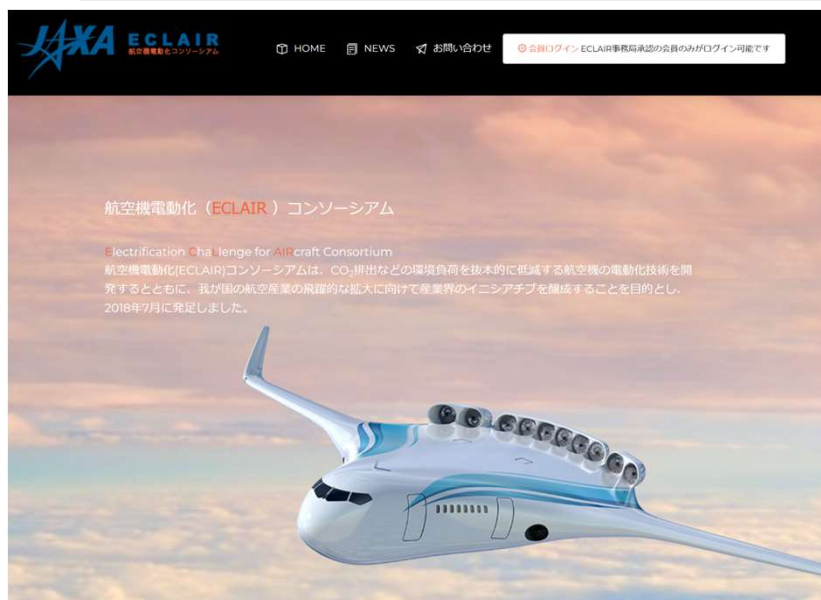 JAXA ECLAIR
航空機電動化コンソーシアム
HOME NEWS お問い合わせ 会員ログイン ECLAIR事務局承認の会員のみがログイン可能です
航空機電動化（ECLAIR ）コンソーシアム
Electrification ChaLlenge for AIRcraft Consortium
航空機電動化(ECLAIR)コンソーシアムは、CO₂排出などの環境負荷を抜本的に低減する航空機の電動化技術を開
発するとともに、我が国の航空産業の飛躍的な拡大に向けて産業界のイニシアチブを醸成することを目的とし、
2018年7月に発足しました。